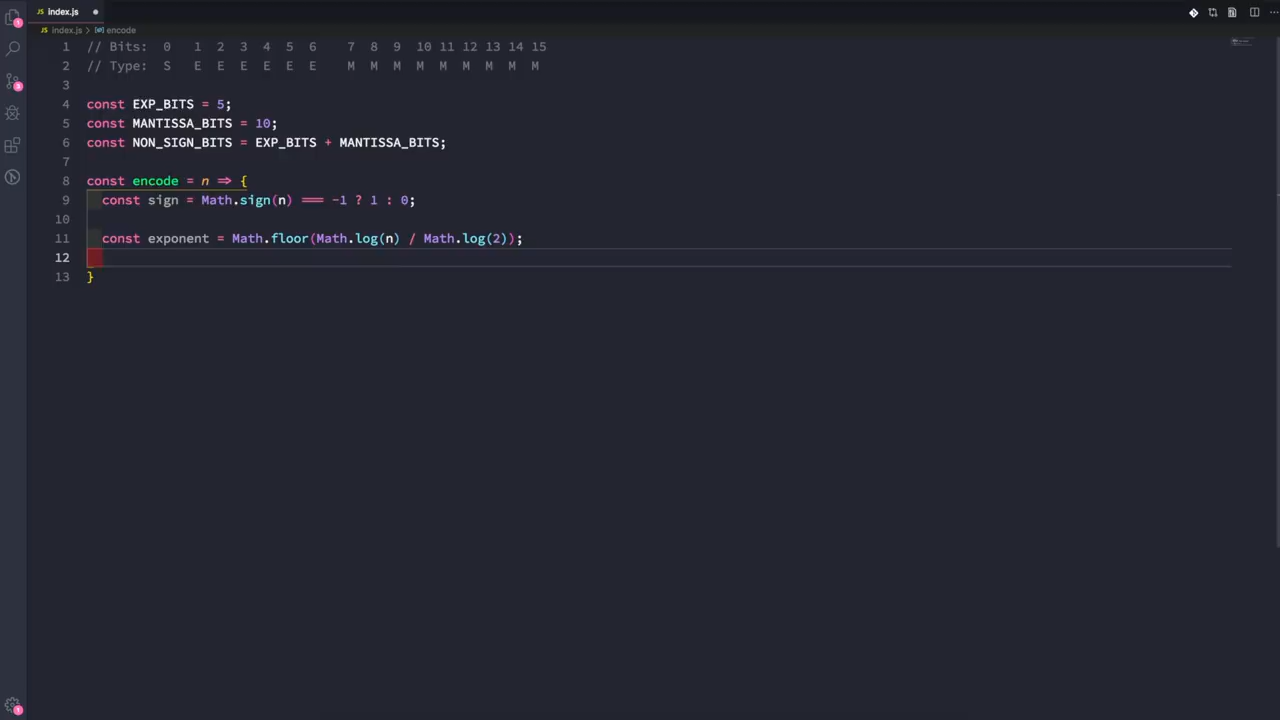 JS index.js
JS index.js > encode
1 // Bits: 0 1 2 3 4 5 6 7 8 9 10 11 12 13 14 15
2 // Type: S E E E E E E M M M M M M M M M
3
4 const EXP_BITS = 5;
5 const MANTISSA_BITS = 10;
6 const NON_SIGN_BITS = EXP_BITS + MANTISSA_BITS;
7
8 const encode = n => {
9 const sign = Math.sign(n) === -1 ? 1 : 0;
10
11 const exponent = Math.floor(Math.log(n) / Math.log(2));
12
13 }